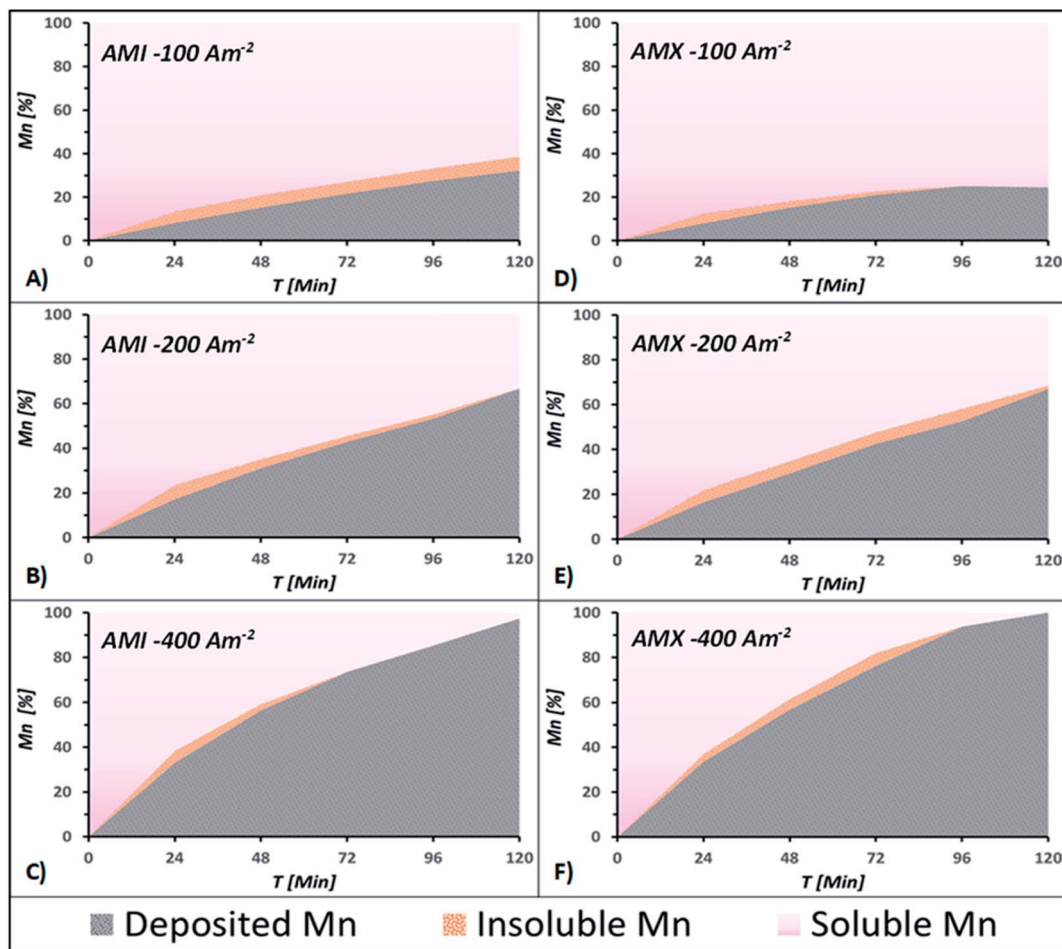 AMI -100 Am-2
Mn [%]
100
80
60
40
20
0
0 24 48 72 96 120
T [Min]
A)
AMX -100 Am-2
Mn [%]
100
80
60
40
20
0
0 24 48 72 96 120
T [Min]
D)
AMI -200 Am-2
Mn [%]
100
80
60
40
20
0
0 24 48 72 96 120
T [Min]
B)
AMX -200 Am-2
Mn [%]
100
80
60
40
20
0
0 24 48 72 96 120
T [Min]
E)
AMI -400 Am-2
Mn [%]
100
80
60
40
20
0
0 24 48 72 96 120
T [Min]
C)
AMX -400 Am-2
Mn [%]
100
80
60
40
20
0
0 24 48 72 96 120
T [Min]
F)
Deposited Mn Insoluble Mn Soluble Mn